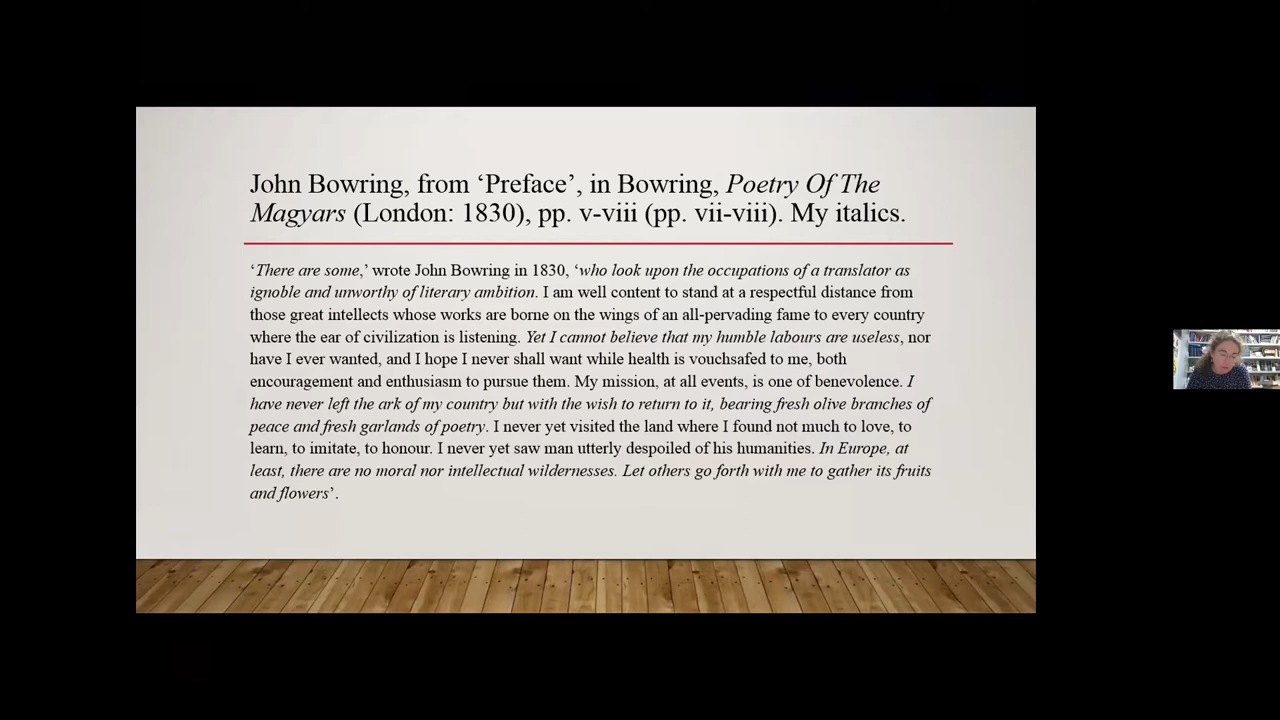 John Bowring, from ‘Preface’, in Bowring, Poetry Of The
Magyars (London: 1830), pp. v-viii (pp. vii-viii). My italics.
‘There are some,’ wrote John Bowring in 1830, ‘who look upon the occupations of a translator as
ignoble and unworthy of literary ambition. I am well content to stand at a respectful distance from
those great intellects whose works are borne on the wings of an all-pervading fame to every country
where the ear of civilization is listening. Yet I cannot believe that my humble labours are useless, nor
have I ever wanted, and I hope I never shall want while health is vouchsafed to me, both
encouragement and enthusiasm to pursue them. My mission, at all events, is one of benevolence. I
have never left the ark of my country but with the wish to return to it, bearing fresh olive branches of
peace and fresh garlands of poetry. I never yet visited the land where I found not much to love, to
learn, to imitate, to honour. I never yet saw man utterly despoiled of his humanities. In Europe, at
least, there are no moral nor intellectual wildernesses. Let others go forth with me to gather its fruits
and flowers’.